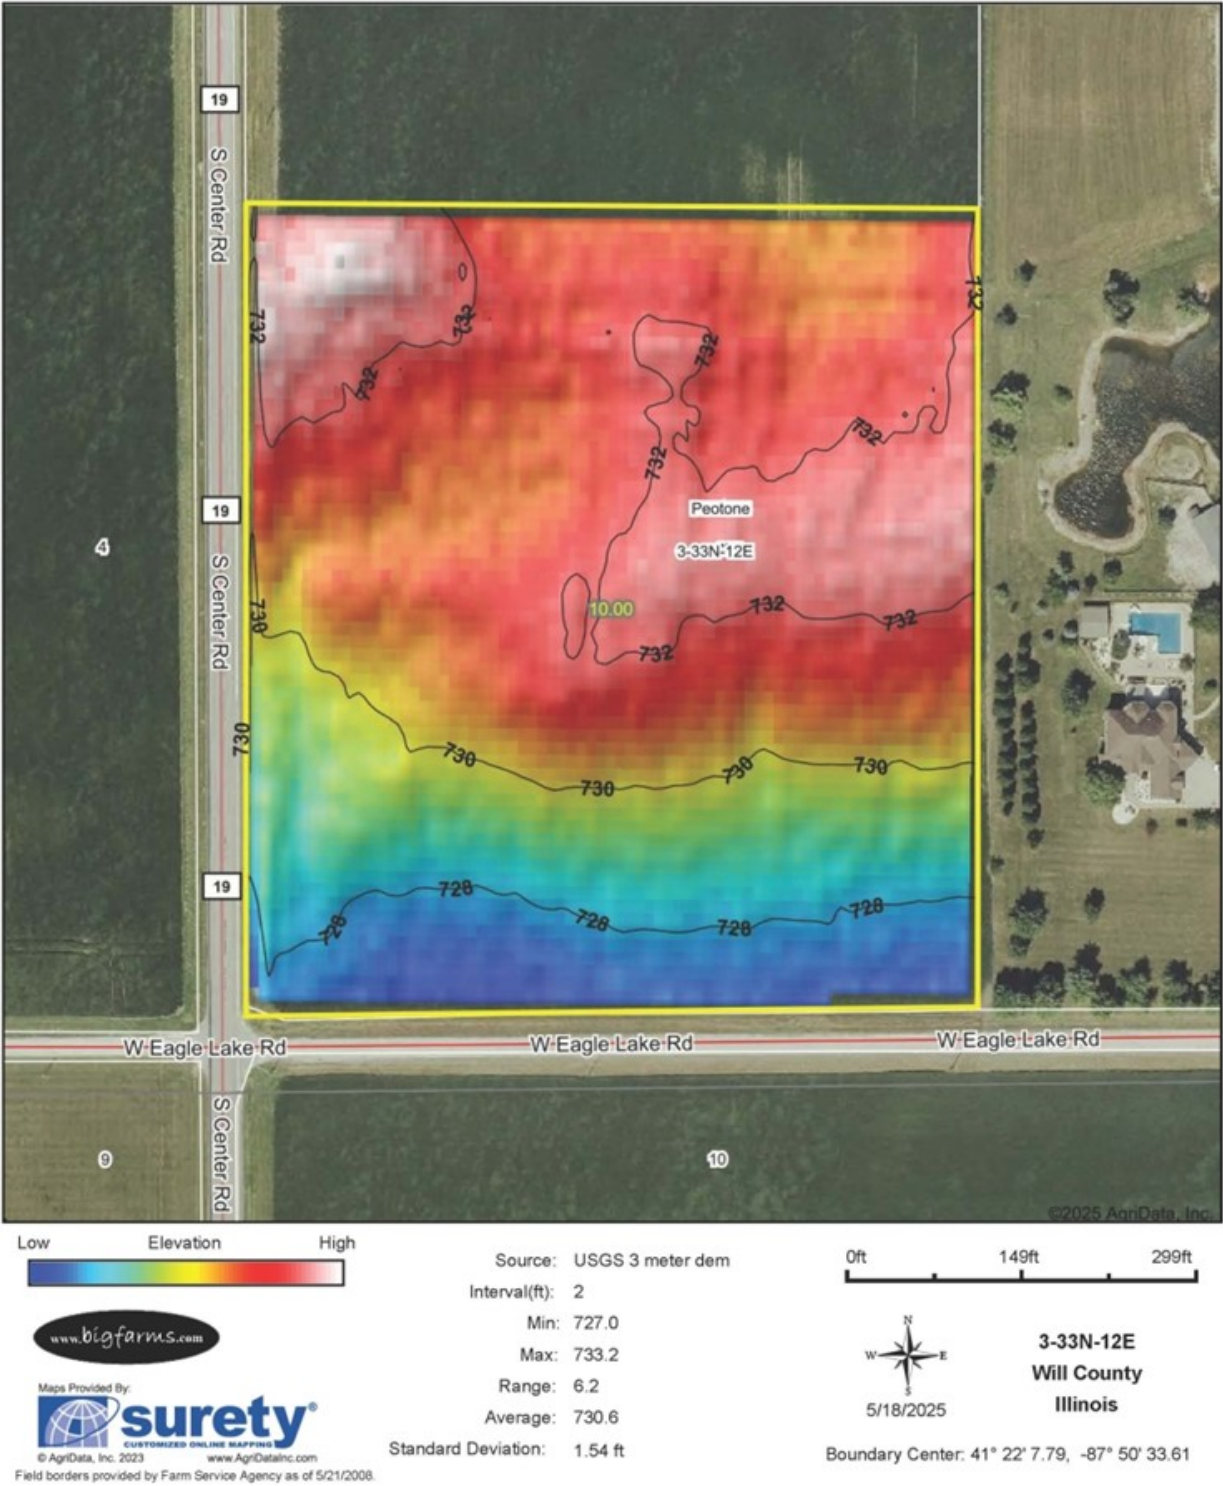 19
S Center Rd
732
732
732
732
732
732
732
Peotone
3-33N-12E
19
4
S Center Rd
10.00
730
732
732
732
730
730
730
730
730
19
728
728
728
728
728
W Eagle Lake Rd
W Eagle Lake Rd
W Eagle Lake Rd
S Center Rd
9
10
©2025 AgriData, Inc.
Low Elevation High
www.bigfarms.com
Maps Provided By:
surety®
CUSTOMIZED ONLINE MAPPING
© AgriData, Inc. 2023 www.AgriDataInc.com
Field borders provided by Farm Service Agency as of 5/21/2008.
Source: USGS 3 meter dem
Interval(ft): 2
Min: 727.0
Max: 733.2
Range: 6.2
Average: 730.6
Standard Deviation: 1.54 ft
0ft 149ft 299ft
N
W E
S
5/18/2025
3-33N-12E
Will County
Illinois
Boundary Center: 41° 22' 7.79, -87° 50' 33.61